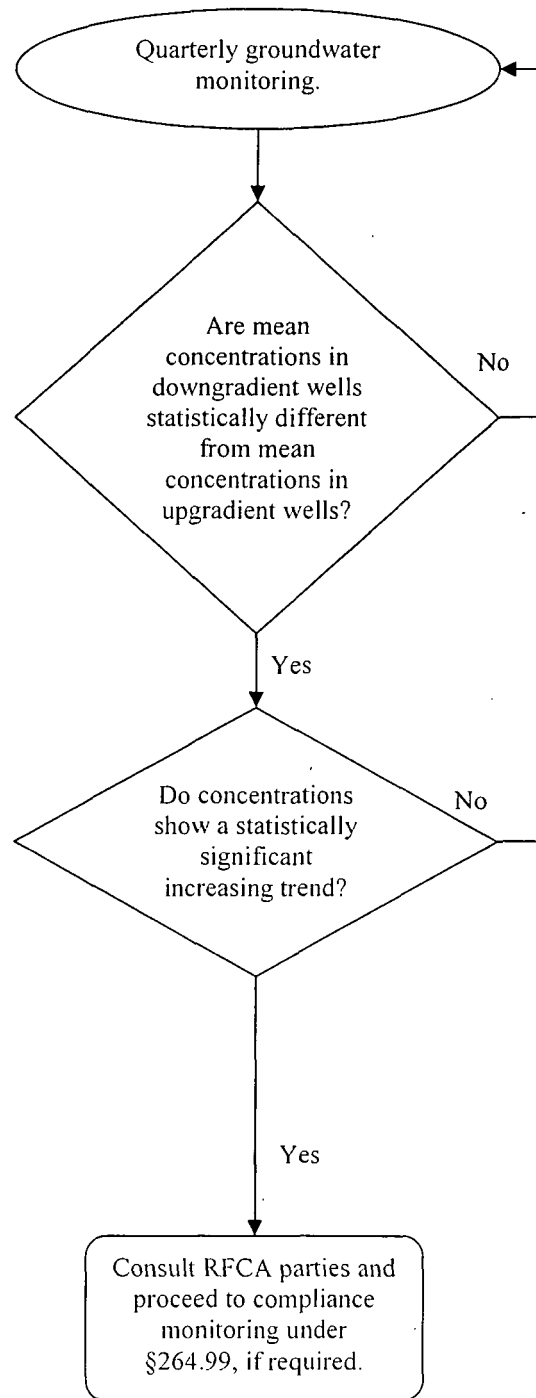 Quarterly groundwater
monitoring.
Are mean
concentrations in
downgradient wells
statistically different
from mean
concentrations in
upgradient wells?
No
Yes
Do concentrations
show a statistically
significant
increasing trend?
No
Yes
Consult RFCA parties and
proceed to compliance
monitoring under
§264.99, if required.